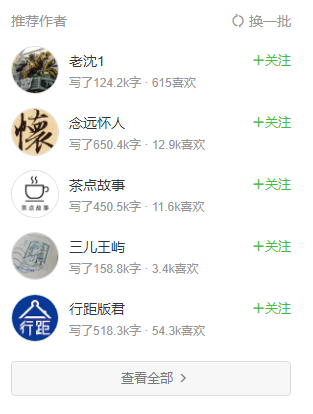 推荐作者 换一批
老沈1 +关注
写了124.2k字 · 615喜欢
懐
念远怀人 +关注
写了650.4k字 · 12.9k喜欢
茶点故事
茶点故事 +关注
写了450.5k字 · 11.6k喜欢
三儿王屿 +关注
写了158.8k字 · 3.4k喜欢
行距
行距版君 +关注
写了518.3k字 · 54.3k喜欢
查看全部 >